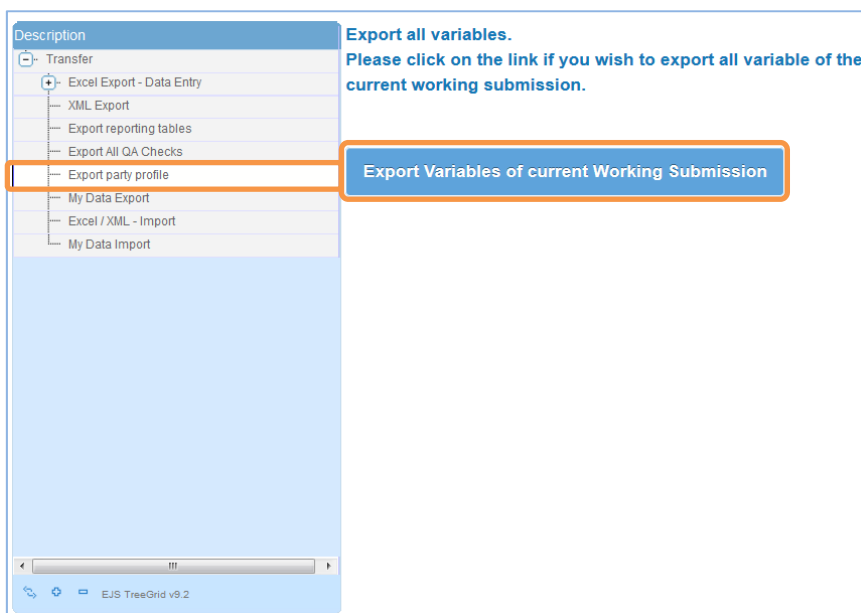 Description
Transfer
Excel Export - Data Entry
XML Export
Export reporting tables
Export All QA Checks
Export party profile
My Data Export
Excel / XML - Import
My Data Import
EJS TreeGrid v9.2
Export all variables.
Please click on the link if you wish to export all variable of the
current working submission.
Export Variables of current Working Submission